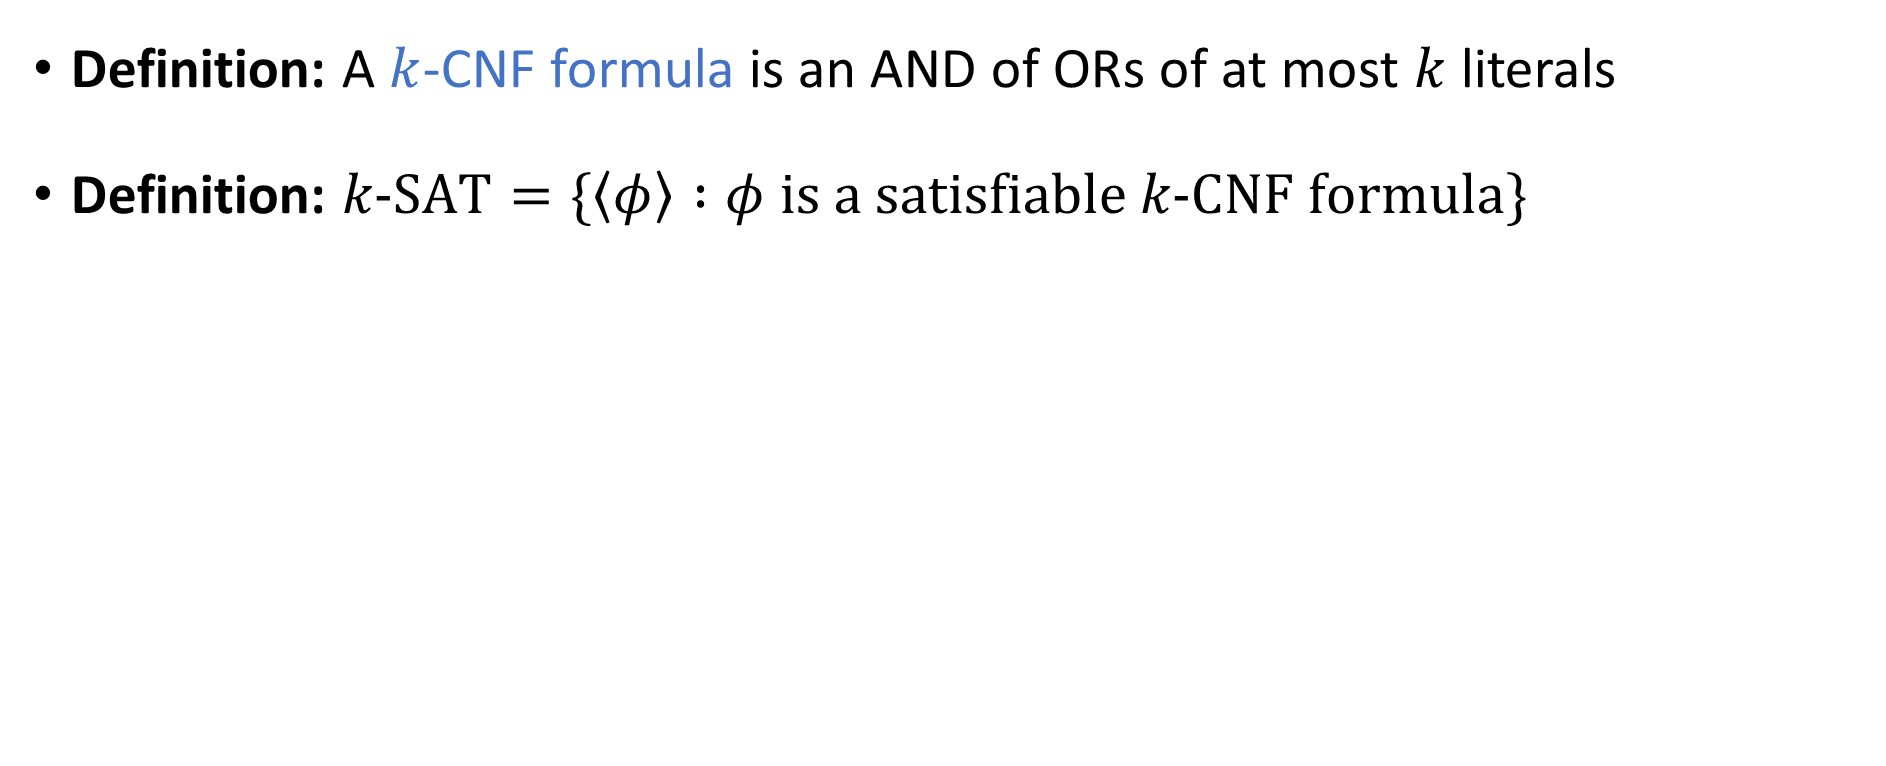 • Definition: A 𝑘-CNF formula is an AND of ORs of at most 𝑘 literals
• Definition: 𝑘-SAT = {⟨𝜙⟩ : 𝜙 is a satisfiable 𝑘-CNF formula}